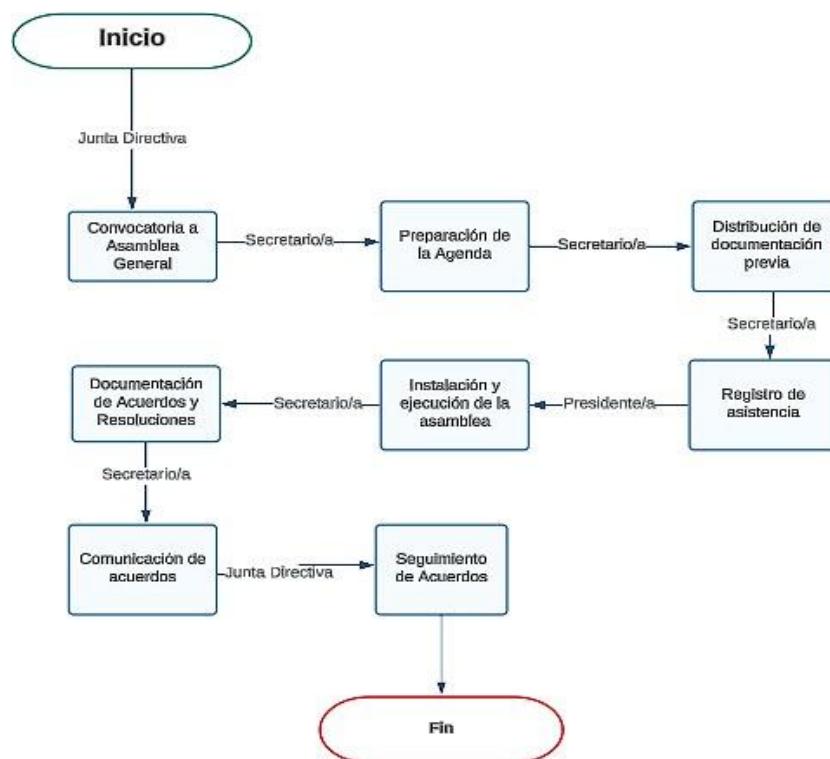 Inicio
Junta Directiva
Convocatoria a
Asamblea
General
Secretario/a
Preparación de
la Agenda
Secretario/a
Distribución de
documentación
previa
Secretario/a
Registro de
asistencia
Presidente/a
Instalación y
ejecución de la
asamblea
Secretario/a
Documentación
de Acuerdos y
Resoluciones
Secretario/a
Comunicación de
acuerdos
Junta Directiva
Seguimiento
de Acuerdos
Fin